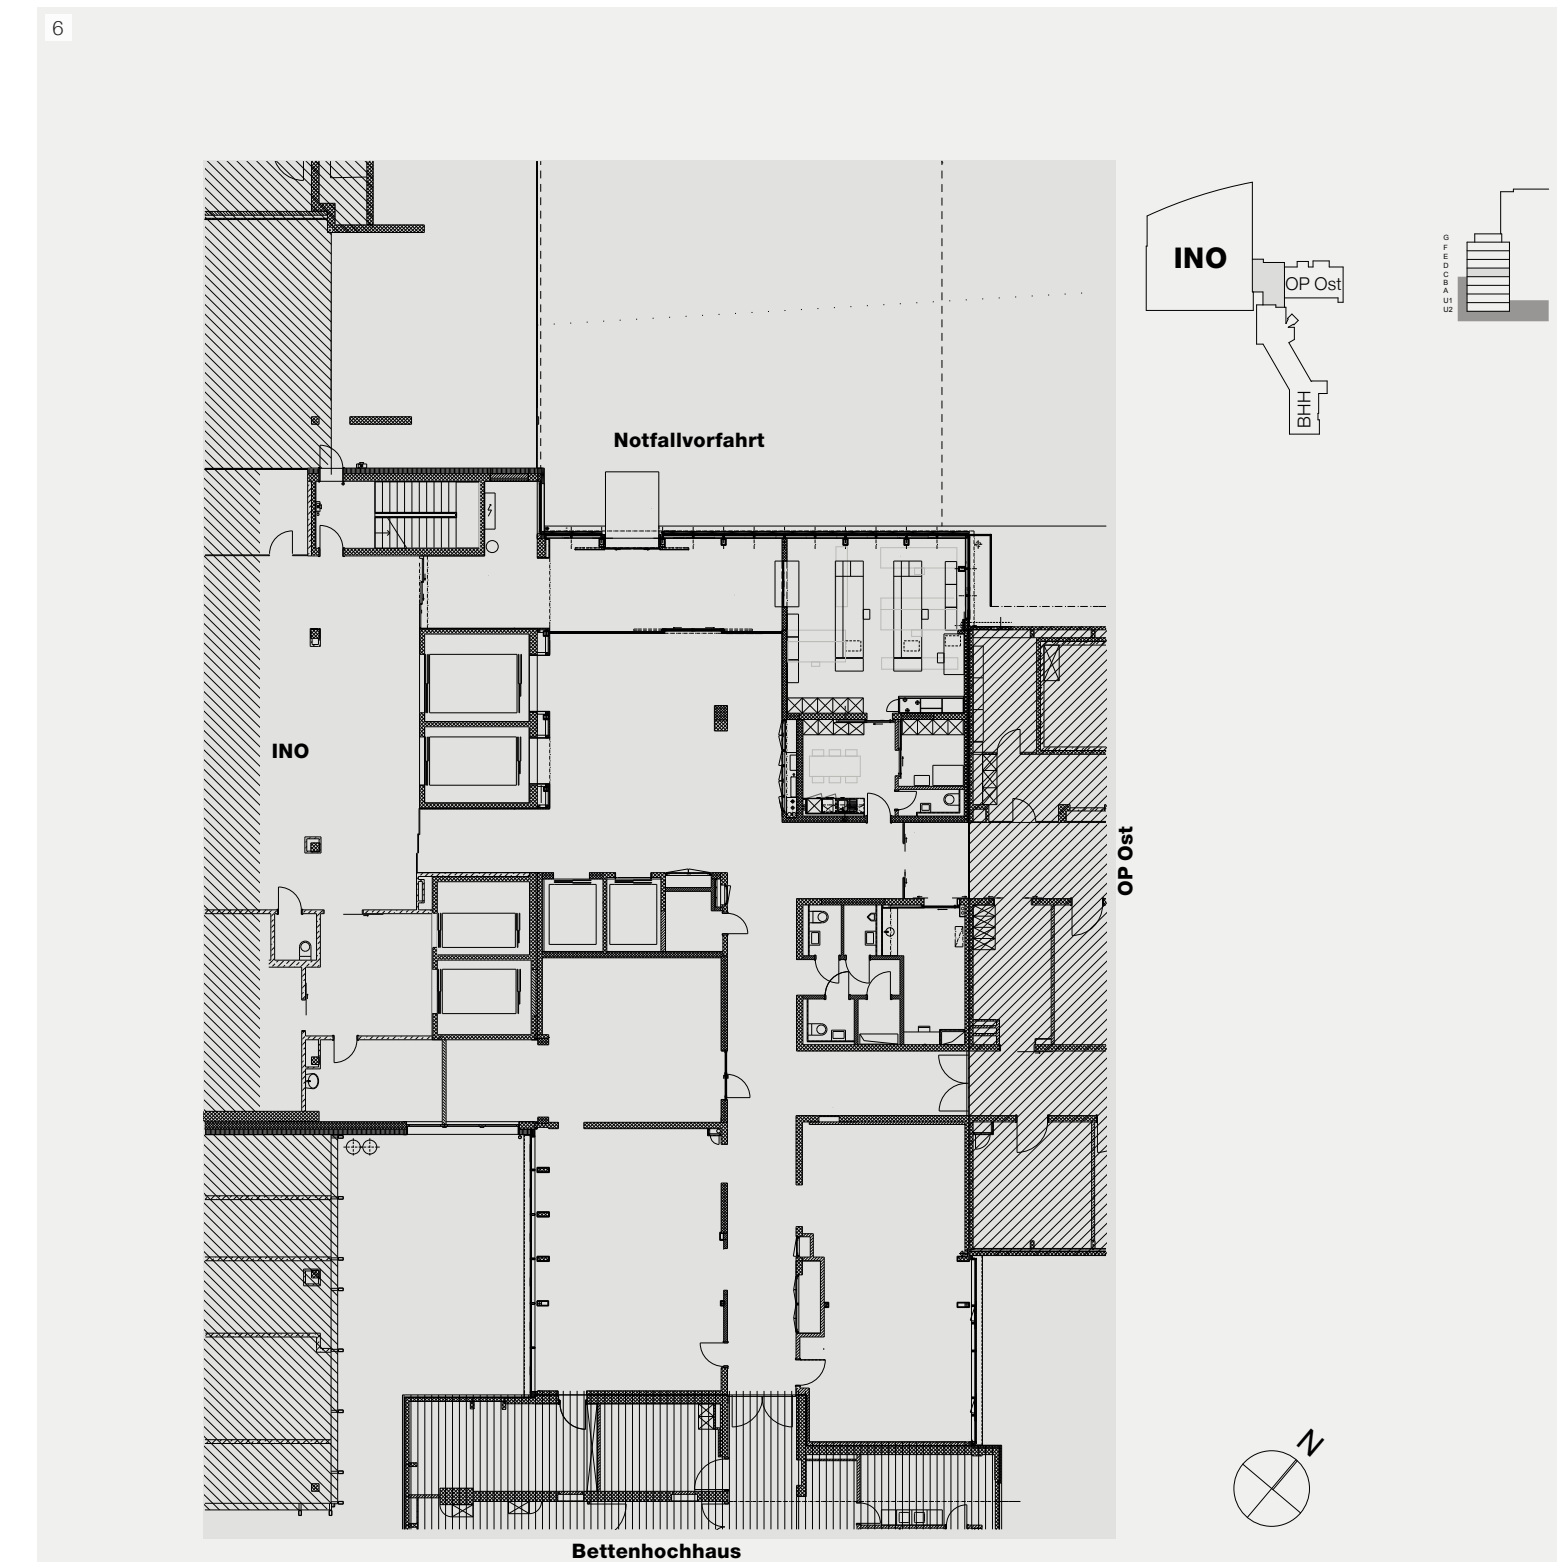 6
INO
OP Ost
BHH
G
F
E
D
C
B
A
U1
U2
Notfallvorfahrt
INO
OP Ost
N
Bettenhochhaus